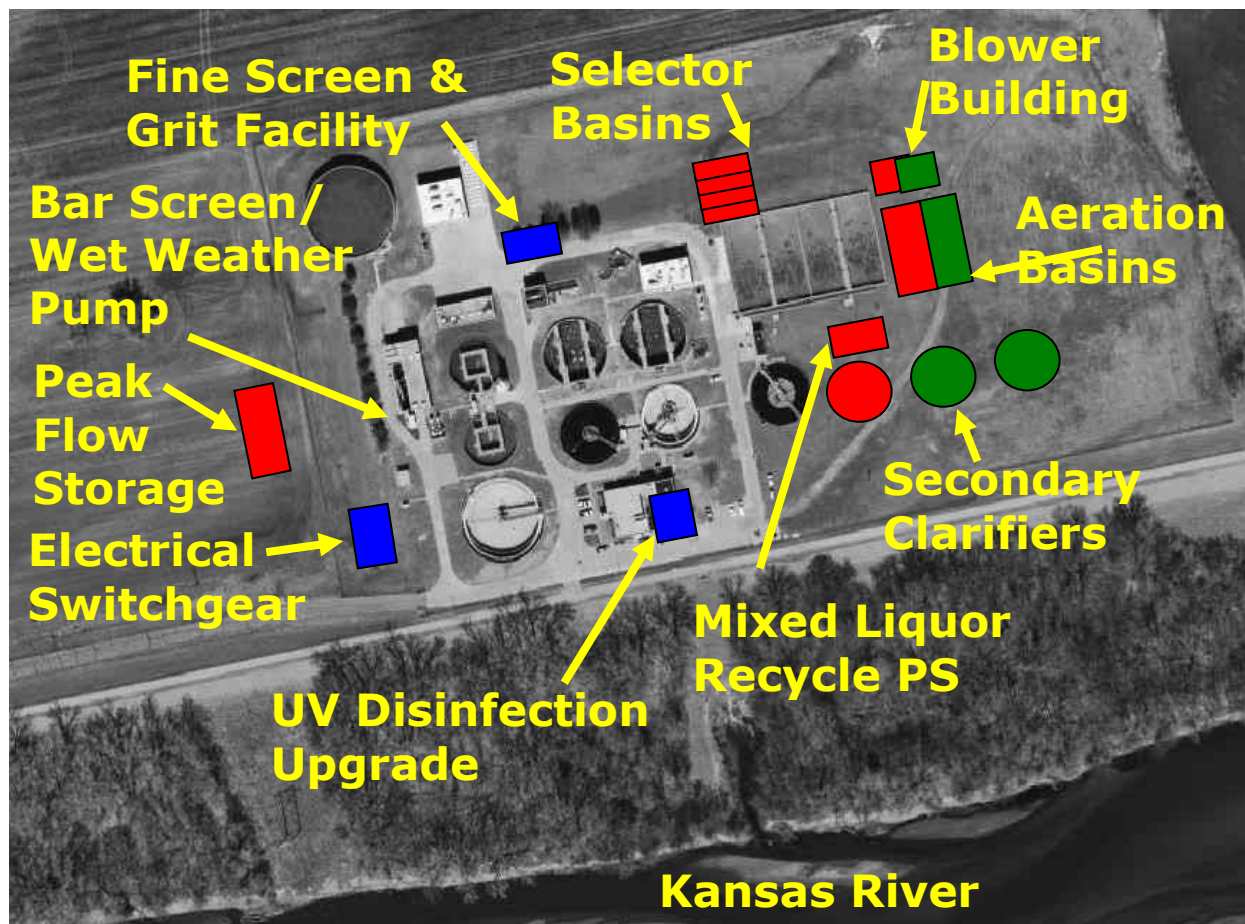 Fine Screen &
Grit Facility
Selector
Basins
Blower
Building
Bar Screen/
Wet Weather
Pump
Aeration
Basins
Peak
Flow
Storage
Secondary
Clarifiers
Electrical
Switchgear
Mixed Liquor
Recycle PS
UV Disinfection
Upgrade
Kansas River